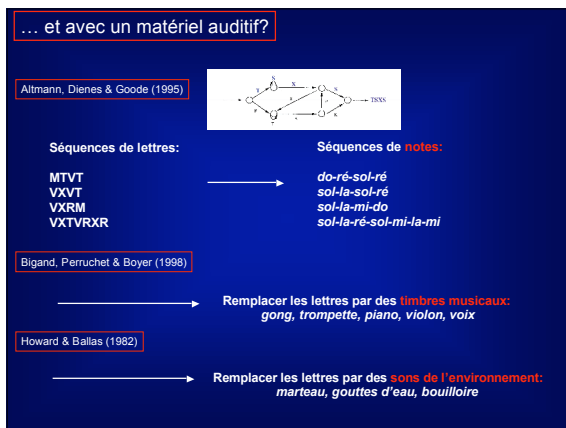 … et avec un matériel auditif?
Altmann, Dienes & Goode (1995)
TSXS
Séquences de lettres:
MTVT
VXVT
VXRM
VXTVRXR
Séquences de notes:
do-ré-sol-ré
sol-la-sol-ré
sol-la-mi-do
sol-la-ré-sol-mi-la-mi
Bigand, Perruchet & Boyer (1998)
Remplacer les lettres par des timbres musicaux:
gong, trompette, piano, violon, voix
Howard & Ballas (1982)
Remplacer les lettres par des sons de l'environnement:
marteau, gouttes d'eau, bouilloire